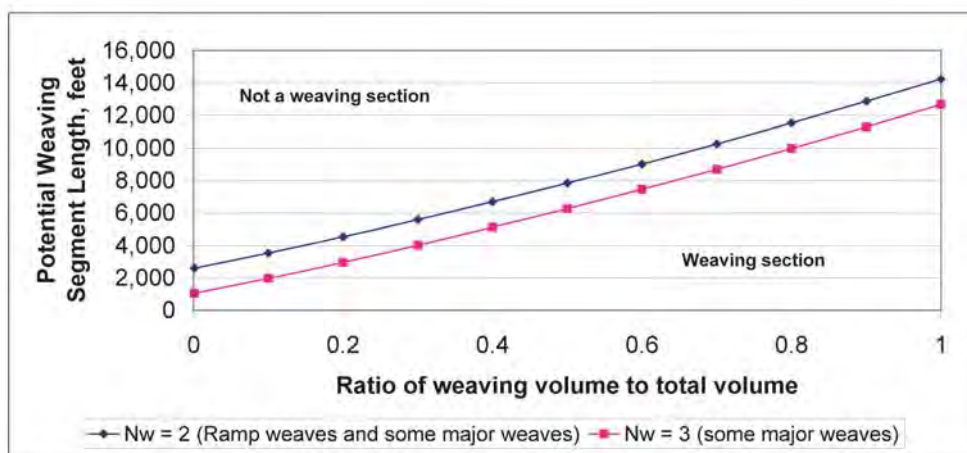 Potential Weaving
Segment Length, feet
16,000
14,000
12,000
10,000
8,000
6,000
4,000
2,000
0
Not a weaving section
Weaving section
0 0.2 0.4 0.6 0.8 1
Ratio of weaving volume to total volume
Nw = 2 (Ramp weaves and some major weaves) Nw = 3 (some major weaves)